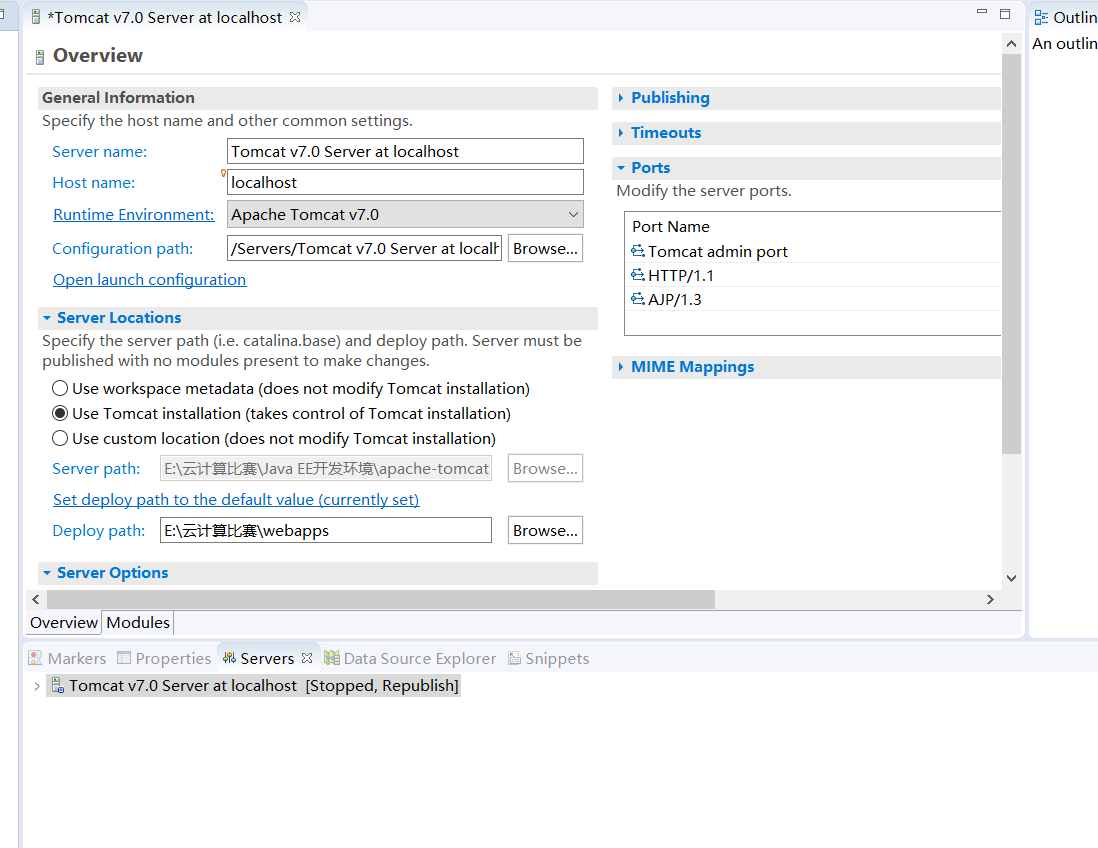 *Tomcat v7.0 Server at localhost
Outlin
An outlin
Overview
General Information
Specify the host name and other common settings.
Server name:
Tomcat v7.0 Server at localhost
Host name:
localhost
Runtime Environment:
Apache Tomcat v7.0
Configuration path:
/Servers/Tomcat v7.0 Server at localh
Browse...
Open launch configuration
Server Locations
Specify the server path (i.e. catalina.base) and deploy path. Server must be
published with no modules present to make changes.
Use workspace metadata (does not modify Tomcat installation)
Use Tomcat installation (takes control of Tomcat installation)
Use custom location (does not modify Tomcat installation)
Server path:
E:\云计算比赛\Java EE开发环境\apache-tomcat
Browse...
Set deploy path to the default value (currently set)
Deploy path:
E:\云计算比赛\webapps
Browse...
Server Options
Publishing
Timeouts
Ports
Modify the server ports.
Port Name
Tomcat admin port
HTTP/1.1
AJP/1.3
MIME Mappings
Overview
Modules
Markers
Properties
Servers
Data Source Explorer
Snippets
Tomcat v7.0 Server at localhost [Stopped, Republish]